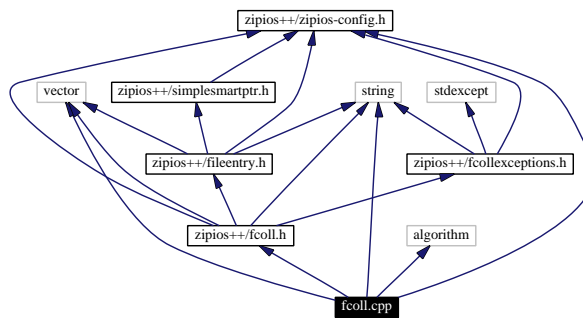 zipios++/zipios-config.h
vector
zipios++/simplesmartptr.h
string
stdexcept
zipios++/fileentry.h
zipios++/fcollexceptions.h
zipios++/fcoll.h
algorithm
fcoll.cpp